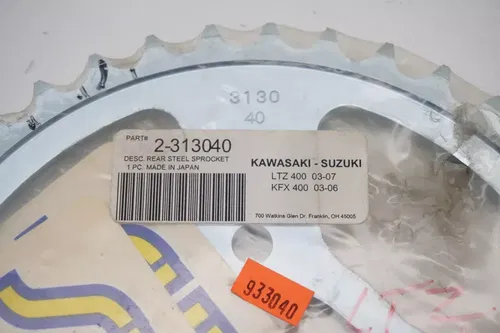 3130
40
PART# 2-313040
DESC. REAR STEEL SPROCKET
1 PC. MADE IN JAPAN
KAWASAKI - SUZUKI
LTZ 400 03-07
KFX 400 03-06
700 Watkins Glen Dr. Franklin, OH 45005
933040